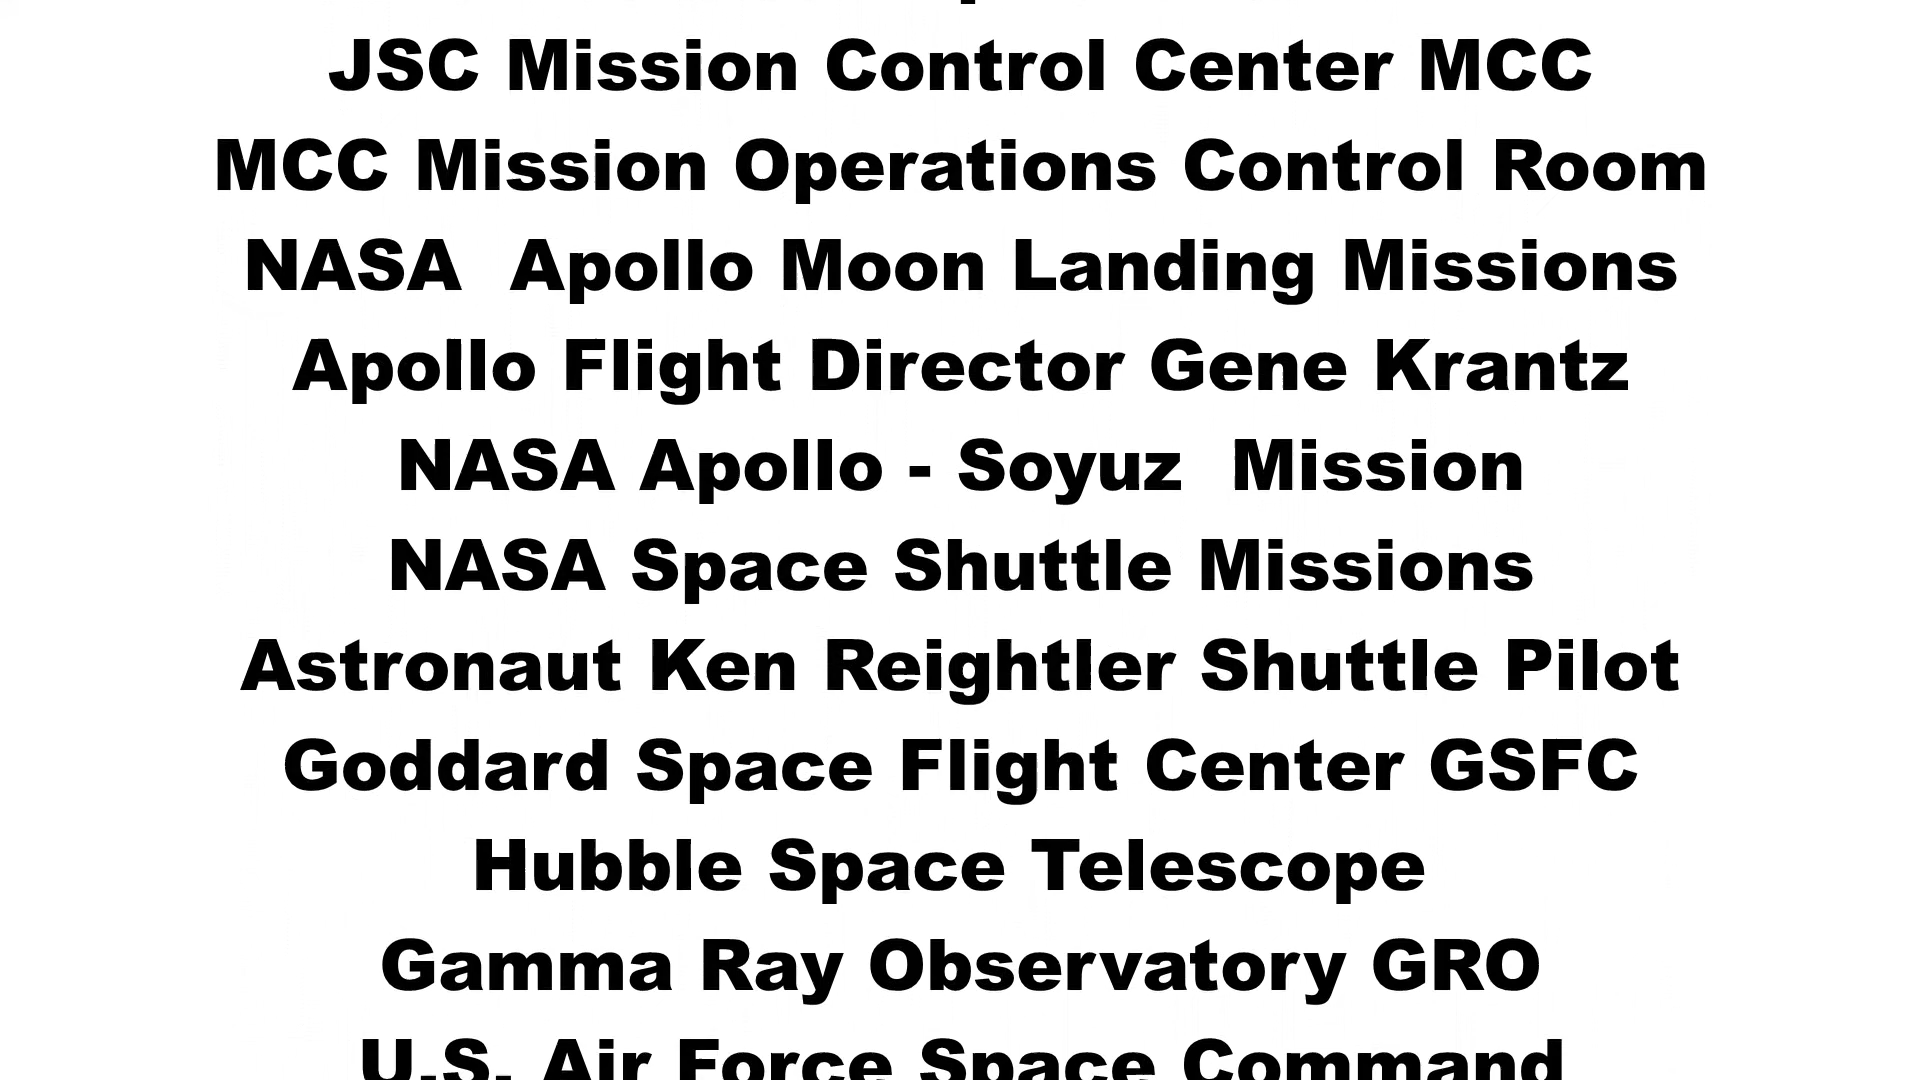 JSC Mission Control Center MCC
MCC Mission Operations Control Room
NASA  Apollo Moon Landing Missions
Apollo Flight Director Gene Krantz
NASA Apollo - Soyuz  Mission
NASA Space Shuttle Missions
Astronaut Ken Reightler Shuttle Pilot
Goddard Space Flight Center GSFC
Hubble Space Telescope
Gamma Ray Observatory GRO
U.S. Air Force Space Command